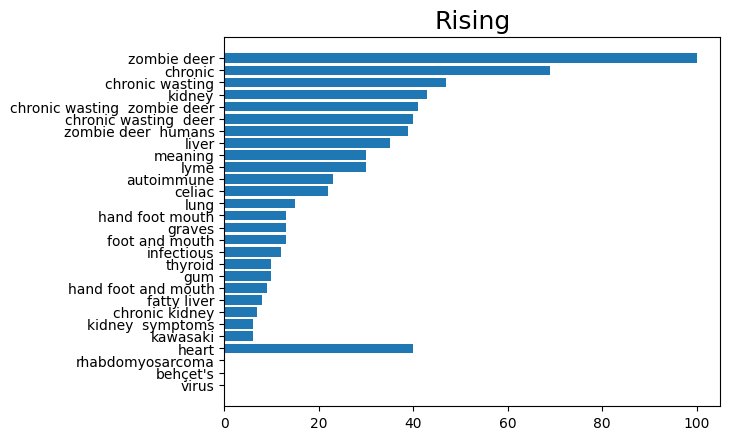 Rising
zombie deer
chronic
chronic wasting
kidney
chronic wasting  zombie deer
chronic wasting  deer
zombie deer  humans
liver
meaning
lyme
autoimmune
celiac
lung
hand foot mouth
graves
foot and mouth
infectious
thyroid
gum
hand foot and mouth
fatty liver
chronic kidney
kidney  symptoms
kawasaki
heart
rhabdomyosarcoma
behçet's
virus
0 20 40 60 80 100